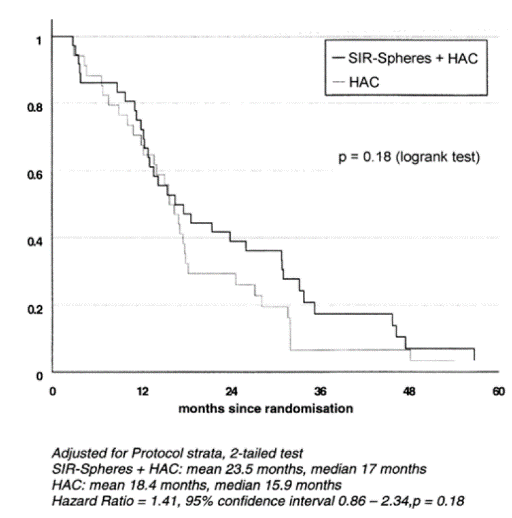 1
SIR-Spheres + HAC
HAC
0.8
p = 0.18 (logrank test)
0.6
0.4
0.2
0
0 12 24 36 48 60
months since randomisation
Adjusted for Protocol strata, 2-tailed test
SIR-Spheres + HAC: mean 23.5 months, median 17 months
HAC: mean 18.4 months, median 15.9 months
Hazard Ratio = 1.41, 95% confidence interval 0.86 – 2.34,p = 0.18